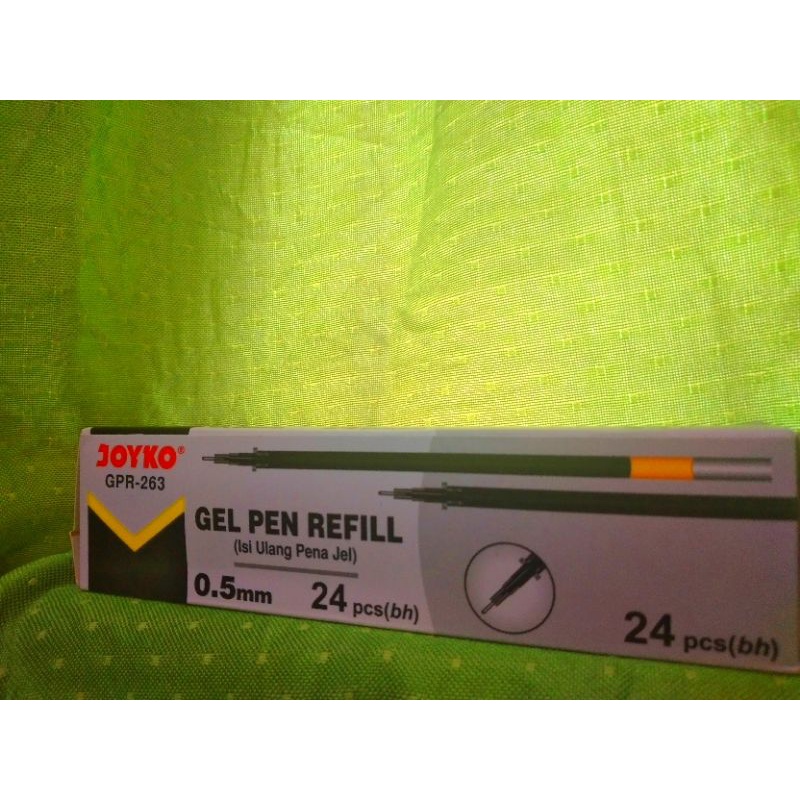 JOYKO®
GPR-263
GEL PEN REFILL
(Isi Ulang Pena Jel)
0.5mm 24 pcs(bh)
24 pcs(bh)